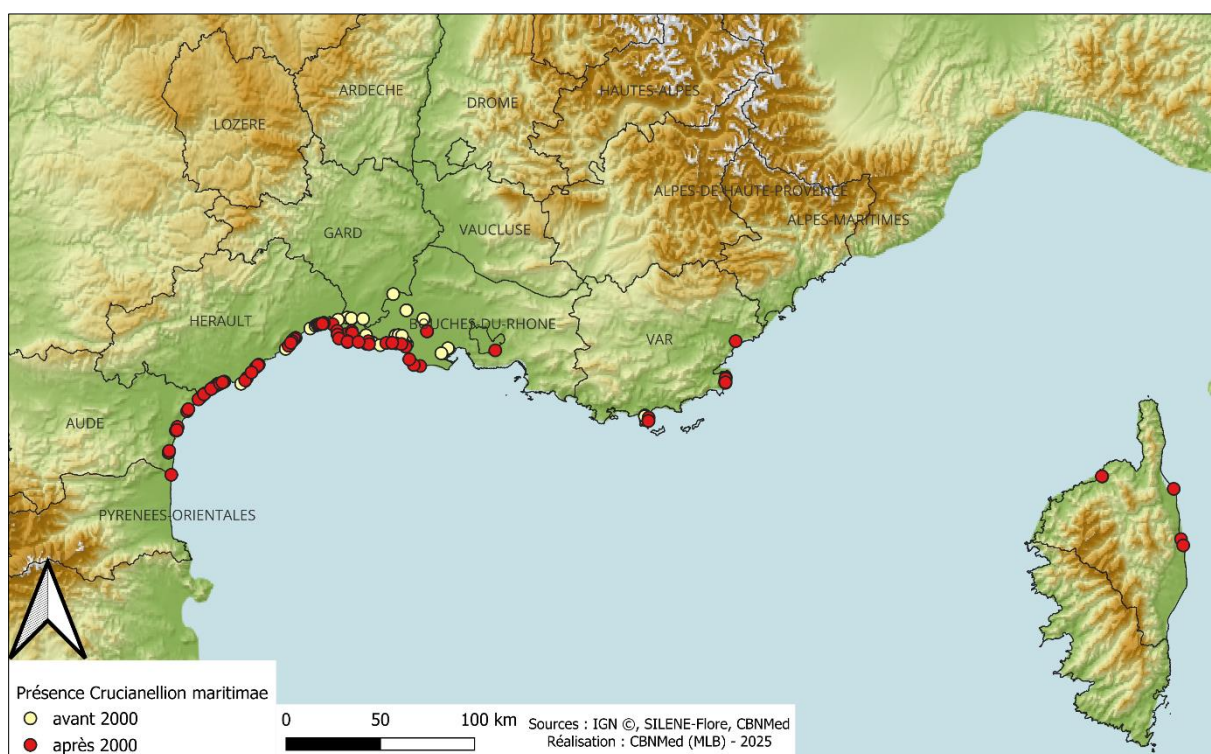 ARDECHE
DROME
HAUTES-ALPES
LOZERE
ALPES-DE-HAUTE-PROVENCE
ALPES-MARITIMES
GARD
VAUCLUSE
HERAULT
BOUCHES-DU-RHONE
VAR
AUDE
PYRENEES-ORIENTALES
Présence Crucianellion maritimae
avant 2000
après 2000
0 50 100 km
Sources : IGN ©, SILENE-Flore, CBNMed
Réalisation : CBNMed (MLB) - 2025